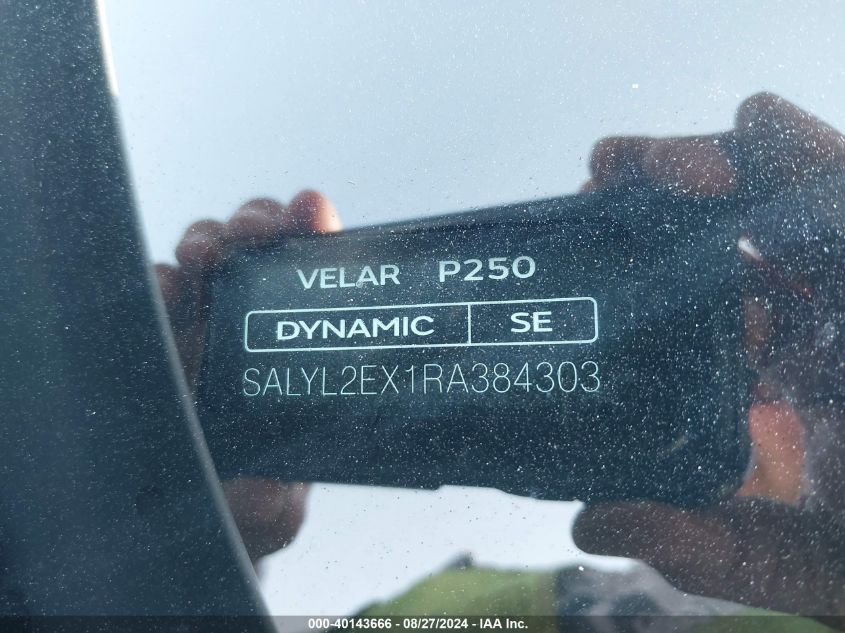 VELAR P250
DYNAMIC SE
SALYL2EX1RA384303
000-40143666 - 08/27/2024 - IAA Inc.